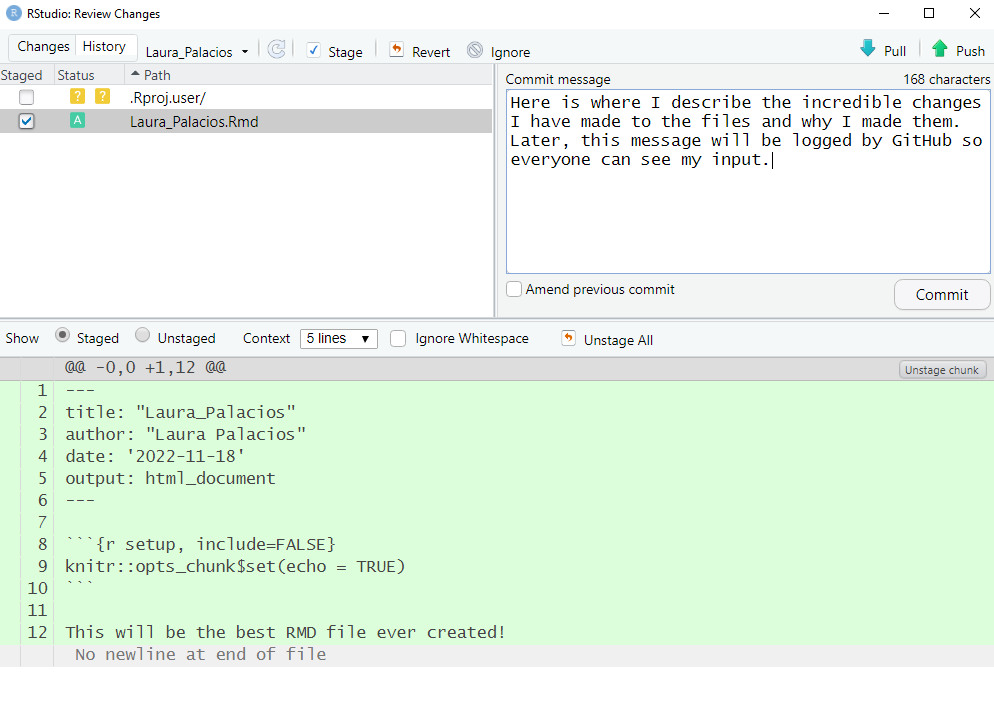 R RStudio: Review Changes
Changes History Laura_Palacios Stage Revert Ignore Pull Push
Staged Status Path
? ? .Rproj.user/
A Laura_Palacios.Rmd
Commit message 168 characters
Here is where I describe the incredible changes
I have made to the files and why I made them.
Later, this message will be logged by GitHub so
everyone can see my input.
Amend previous commit
Commit
Show Staged Unstaged Context 5 lines Ignore Whitespace Unstage All
@@ -0,0 +1,12 @@ Unstage chunk
1 ---
2 title: "Laura_Palacios"
3 author: "Laura Palacios"
4 date: '2022-11-18'
5 output: html_document
6 ---
7
8 ```{r setup, include=FALSE}
9 knitr::opts_chunk$set(echo = TRUE)
10 ```
11
12 This will be the best RMD file ever created!
No newline at end of file